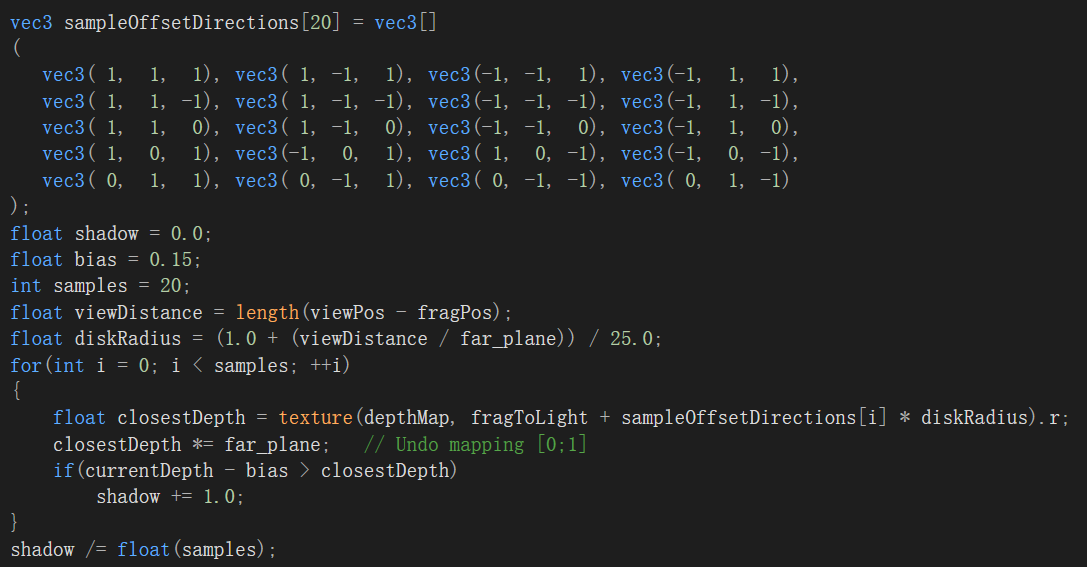 vec3 sampleOffsetDirections[20] = vec3[]
(
   vec3( 1,  1,  1), vec3( 1, -1,  1), vec3(-1, -1,  1), vec3(-1,  1,  1),
   vec3( 1,  1, -1), vec3( 1, -1, -1), vec3(-1, -1, -1), vec3(-1,  1, -1),
   vec3( 1,  1,  0), vec3( 1, -1,  0), vec3(-1, -1,  0), vec3(-1,  1,  0),
   vec3( 1,  0,  1), vec3(-1,  0,  1), vec3( 1,  0, -1), vec3(-1,  0, -1),
   vec3( 0,  1,  1), vec3( 0, -1,  1), vec3( 0, -1, -1), vec3( 0,  1, -1)
);
float shadow = 0.0;
float bias = 0.15;
int samples = 20;
float viewDistance = length(viewPos - fragPos);
float diskRadius = (1.0 + (viewDistance / far_plane)) / 25.0;
for(int i = 0; i < samples; ++i)
{
    float closestDepth = texture(depthMap, fragToLight + sampleOffsetDirections[i] * diskRadius).r;
    closestDepth *= far_plane;   // Undo mapping [0;1]
    if(currentDepth - bias > closestDepth)
        shadow += 1.0;
}
shadow /= float(samples);